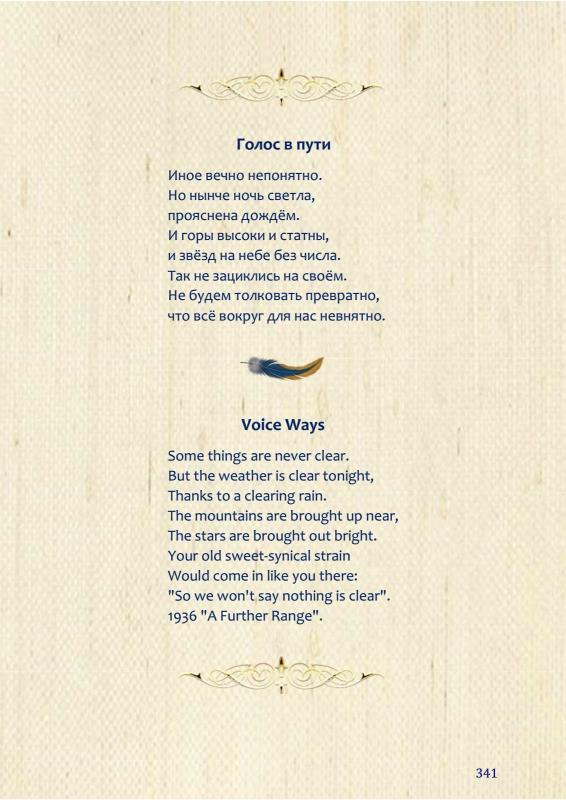 Голос в пути
Иное вечно непонятно.
Но нынче ночь светла,
прояснена дождём.
И горы высоки и статны,
и звёзд на небе без числа.
Так не зациклись на своём.
Не будем толковать превратно,
что всё вокруг для нас невнятно.
Voice Ways
Some things are never clear.
But the weather is clear tonight,
Thanks to a clearing rain.
The mountains are brought up near,
The stars are brought out bright.
Your old sweet-synical strain
Would come in like you there:
"So we won't say nothing is clear".
1936 "A Further Range".
341